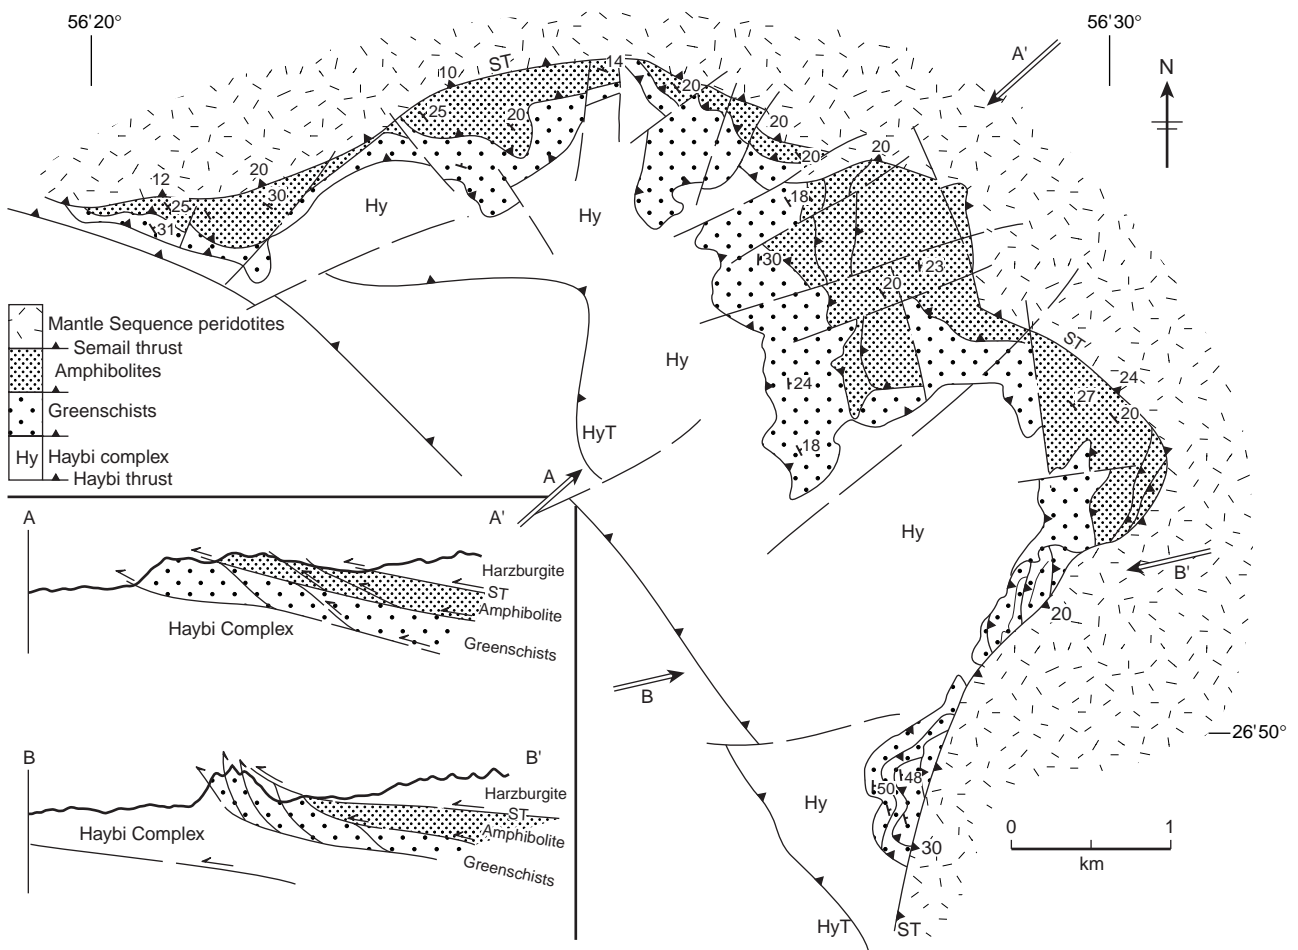 56'20°
56'30°
A'
N
ST
10
14
20
25
20
20
20
20
20
12
25
30
31
18
Hy
Hy
30
23
20
Mantle Sequence peridotites
Semail thrust
Amphibolites
Greenschists
Hy Haybi complex
Haybi thrust
ST
Hy
24
24
27
20
HyT
18
A
A
A'
Hy
Harzburgite
ST
Amphibolite
Haybi Complex
Greenschists
B'
20
B
26'50°
B
B'
Harzburgite
ST
Haybi Complex
Amphibolite
Greenschists
48
50
Hy
30
0 1
km
HyT
ST